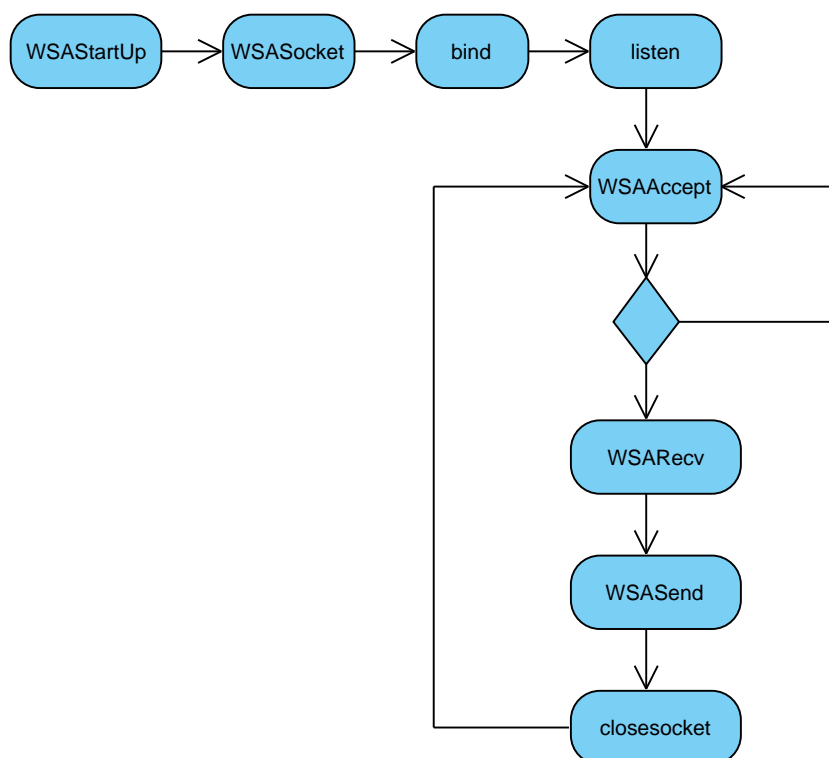 WSAStartUp
WSASocket
bind
listen
WSAAccept
WSARecv
WSASend
closesocket